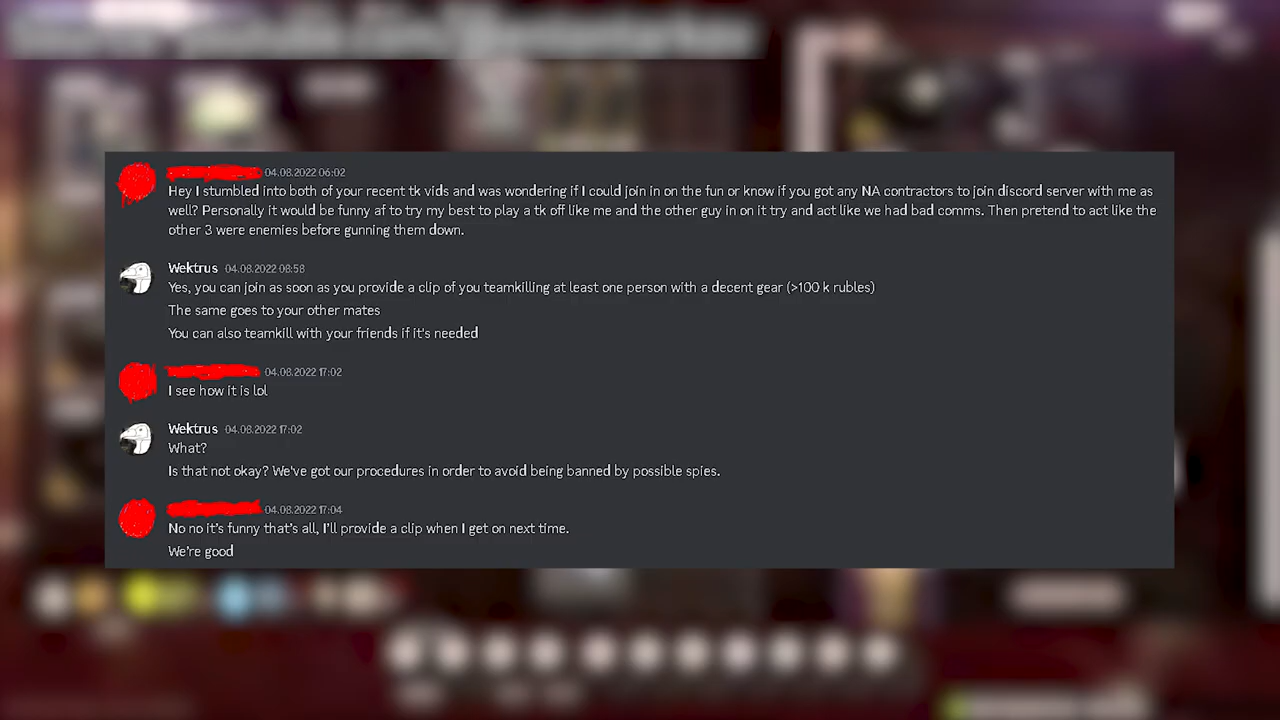 04.08.2022 06:02
Hey I stumbled into both of your recent tk vids and was wondering if I could join in on the fun or know if you got any NA contractors to join discord server with me as
well? Personally it would be funny af to try my best to play a tk off like me and the other guy in on it try and act like we had bad comms. Then pretend to act like the
other 3 were enemies before gunning them down.
Wektrus 04.08.2022 08:58
Yes, you can join as soon as you provide a clip of you teamkilling at least one person with a decent gear (>100 k rubles)
The same goes to your other mates
You can also teamkill with your friends if it's needed
04.08.2022 17:02
I see how it is lol
Wektrus 04.08.2022 17:02
What?
Is that not okay? We've got our procedures in order to avoid being banned by possible spies.
04.08.2022 17:04
No no it's funny that's all, I'll provide a clip when I get on next time.
We're good